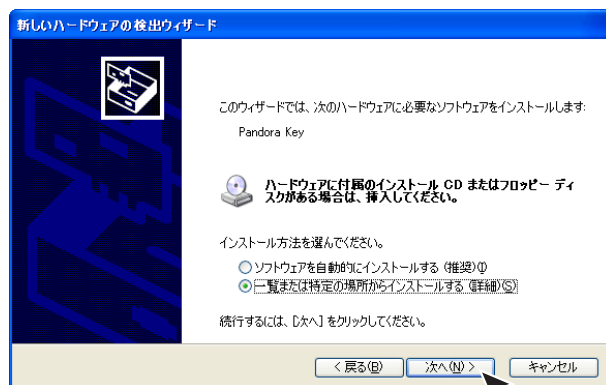 新しいハードウェアの検出ウィザード
このウィザードでは、次のハードウェアに必要なソフトウェアをインストールします:
Pandora Key
ハードウェアに付属のインストール CD またはフロッピー ディ
スクがある場合は、挿入してください。
インストール方法を選んでください。
ソフトウェアを自動的にインストールする (推奨)(I)
一覧または特定の場所からインストールする (詳細)(S)
続行するには、[次へ] をクリックしてください。
< 戻る(B) 次へ(N) > キャンセル